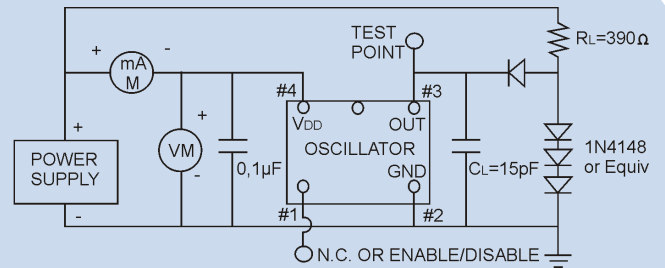 TEST
POINT
RL=390Ω
+ -
mA
M
#4 #3
+
VDD OUT
+
POWER
SUPPLY
VM
0,1µF
OSCILLATOR
GND
CL=15pF
1N4148
or Equiv
-
-
#1 #2
N.C. OR ENABLE/DISABLE